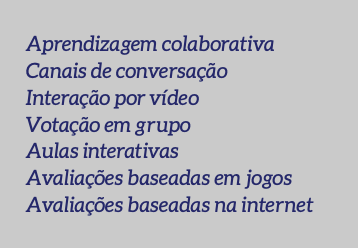 Aprendizagem colaborativa
Canais de conversação
Interação por vídeo
Votação em grupo
Aulas interativas
Avaliações baseadas em jogos
Avaliações baseadas na internet